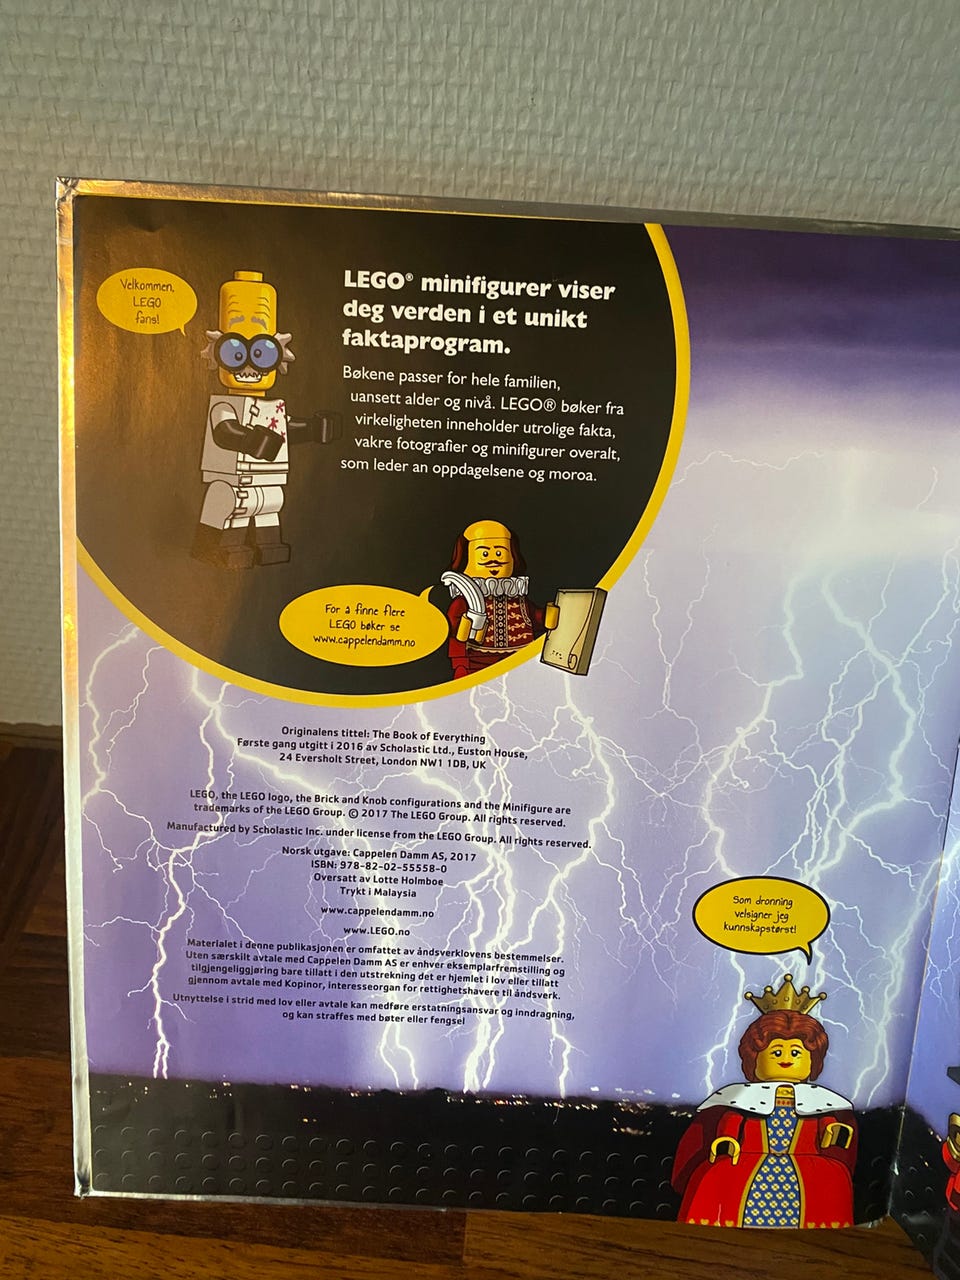 Velkommen,
LEGO
fans!
LEGO® minifigurer viser
deg verden i et unikt
faktaprogram.
Bøkene passer for hele familien,
uansett alder og nivå. LEGO® bøker fra
virkeligheten inneholder utrolige fakta,
vakre fotografier og minifigurer overalt,
som leder an oppdagelsene og moroa.
For å finne flere
LEGO bøker se
www.cappelendamm.no
Originalens tittel: The Book of Everything
Første gang utgitt i 2016 av Scholastic Ltd., Euston House,
24 Eversholt Street, London NW1 1DB, UK
LEGO, the LEGO logo, the Brick and Knob configurations and the Minifigure are
trademarks of the LEGO Group. © 2017 The LEGO Group. All rights reserved.
Manufactured by Scholastic Inc. under license from the LEGO Group. All rights reserved.
Norsk utgave: Cappelen Damm AS, 2017
ISBN: 978-82-02-55558-0
Oversatt av Lotte Holmboe
Trykt i Malaysia
www.cappelendamm.no
www.LEGO.no
Materialet i denne publikasjonen er omfattet av åndsverklovens bestemmelser.
Uten særskilt avtale med Cappelen Damm AS er enhver eksemplarfremstilling og
tilgjengeliggjøring bare tillatt i den utstrekning det er hjemlet i lov eller tillatt
gjennom avtale med Kopinor, interesseorgan for rettighetshavere til åndsverk.
Utnyttelse i strid med lov eller avtale kan medføre erstatningsansvar og inndragning,
og kan straffes med bøter eller fengsel
Som dronning
velsigner jeg
kunnskapstørst!